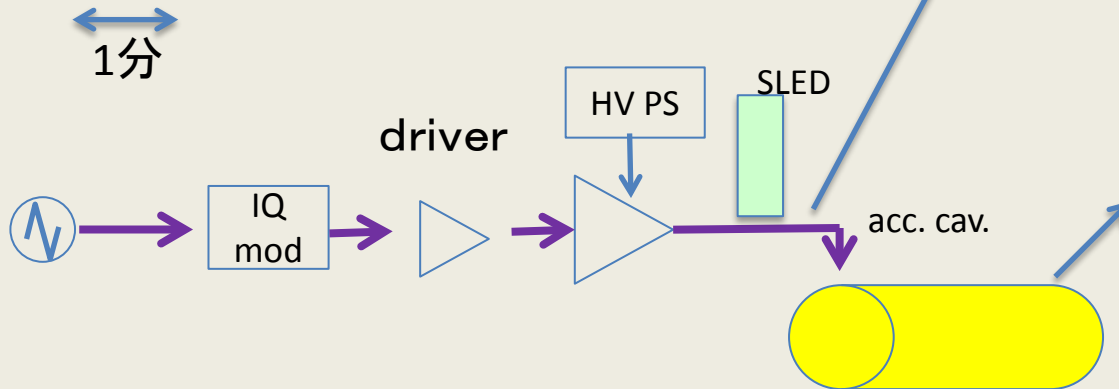 1分
SLED
HV PS
driver
IQ
mod
acc. cav.